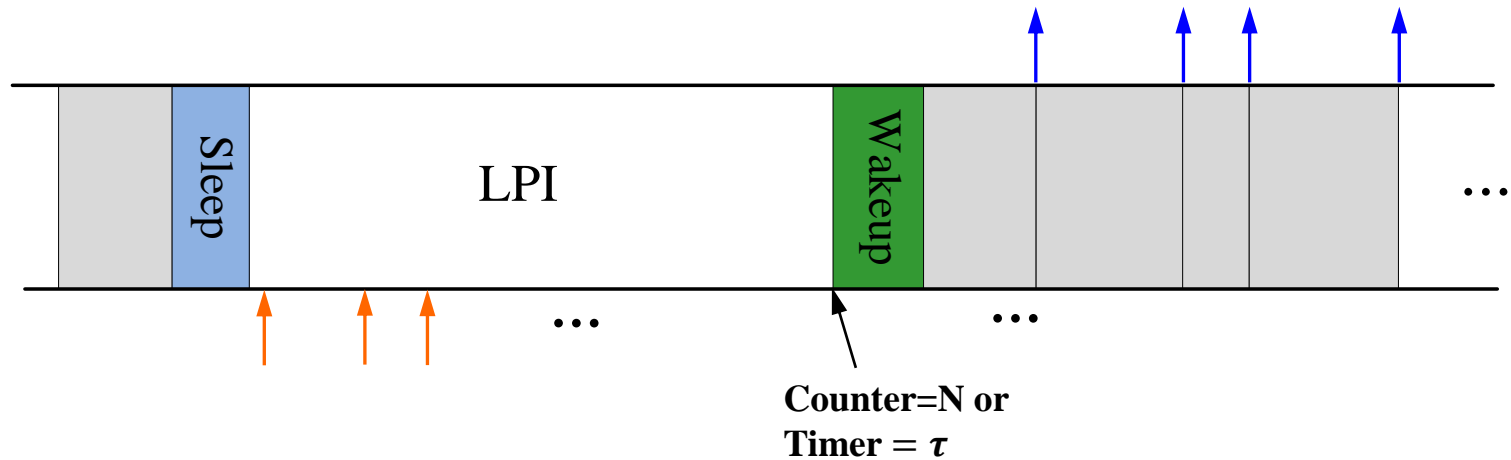 Sleep
LPI
Wakeup
...
...
...
Counter=N or
Timer = τ